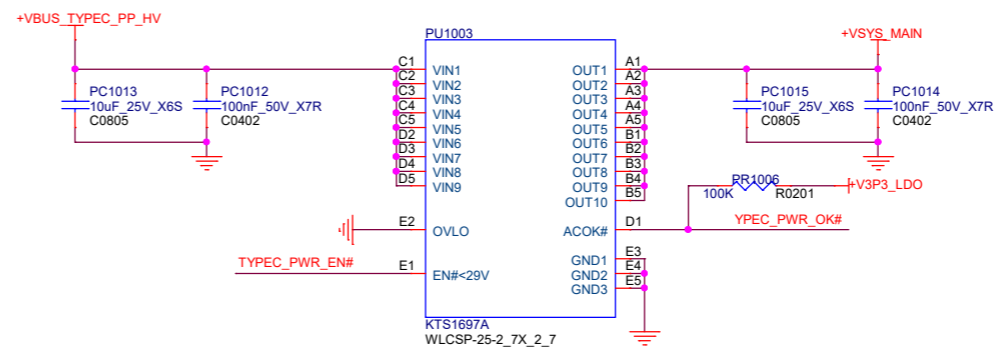 +VBUS_TYPEC_PP_HV
PU1003
+VSYS_MAIN
C1 VIN1 OUT1 A1
C2 VIN2 OUT2 A2
C3 VIN3 OUT3 A3
C4 VIN4 OUT4 A4
C5 VIN5 OUT5 A5
D2 VIN6 OUT6 B1
D3 VIN7 OUT7 B2
D4 VIN8 OUT8 B3
D5 VIN9 OUT9 B4
OUT10 B5
PC1013
10uF_25V_X6S
C0805
PC1012
100nF_50V_X7R
C0402
PC1015
10uF_25V_X6S
C0805
PC1014
100nF_50V_X7R
C0402
PR1006
100K
R0201
+V3P3_LDO
E2 OVLO ACOK# D1
YPEC_PWR_OK#
TYPEC_PWR_EN#
E1 EN#<29V
GND1 E3
GND2 E4
GND3 E5
KTS1697A
WLCSP-25-2_7X_2_7